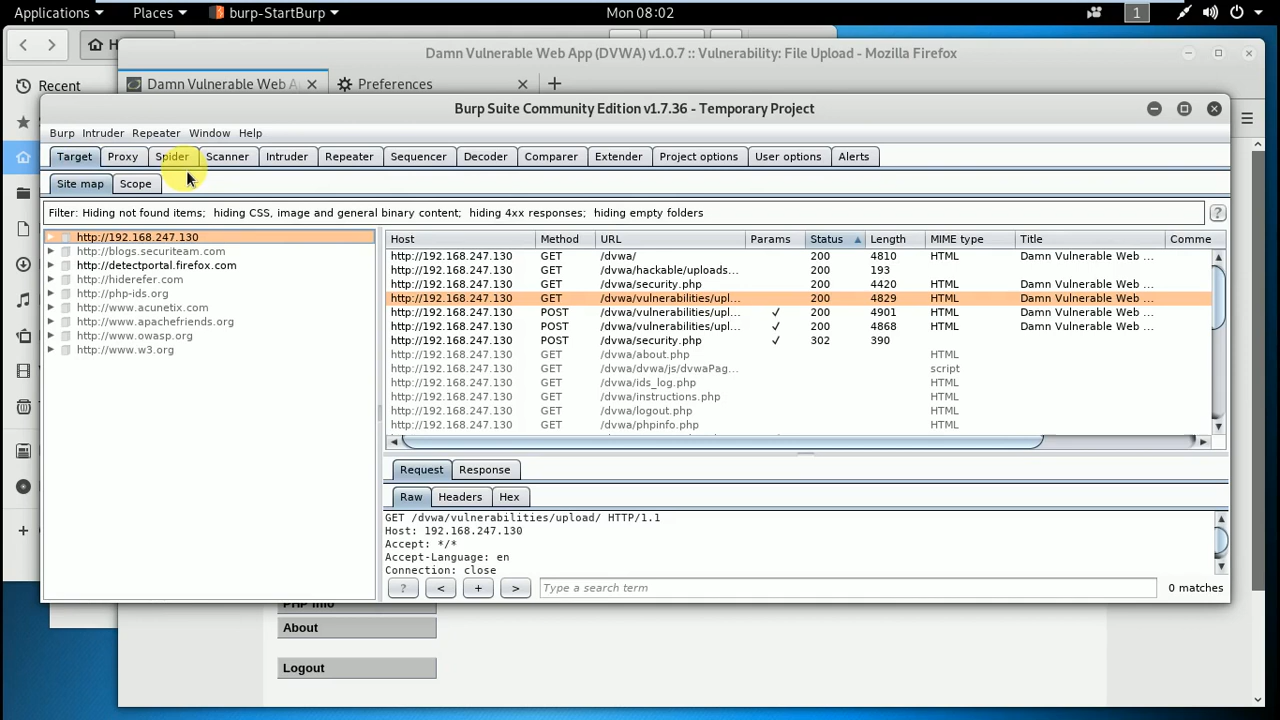 Applications Places burp-StartBurp Mon 08:02 1
Damn Vulnerable Web App (DVWA) v1.0.7 :: Vulnerability: File Upload - Mozilla Firefox
Recent Damn Vulnerable Web A Preferences
Burp Suite Community Edition v1.7.36 - Temporary Project
Burp Intruder Repeater Window Help
Target Proxy Spider Scanner Intruder Repeater Sequencer Decoder Comparer Extender Project options User options Alerts
Site map Scope
Filter: Hiding not found items; hiding CSS, image and general binary content; hiding 4xx responses; hiding empty folders ?
http://192.168.247.130
http://blogs.securiteam.com
http://detectportal.firefox.com
http://hiderefer.com
http://php-ids.org
http://www.acunetix.com
http://www.apachefriends.org
http://www.owasp.org
http://www.w3.org
Host Method URL Params Status Length MIME type Title Comme
http://192.168.247.130 GET /dvwa/ 200 4810 HTML Damn Vulnerable Web ...
http://192.168.247.130 GET /dvwa/hackable/uploads... 200 193
http://192.168.247.130 GET /dvwa/security.php 200 4420 HTML Damn Vulnerable Web ...
http://192.168.247.130 GET /dvwa/vulnerabilities/upl... 200 4829 HTML Damn Vulnerable Web ...
http://192.168.247.130 POST /dvwa/vulnerabilities/upl... ✓ 200 4901 HTML Damn Vulnerable Web ...
http://192.168.247.130 POST /dvwa/vulnerabilities/upl... ✓ 200 4868 HTML Damn Vulnerable Web ...
http://192.168.247.130 POST /dvwa/security.php ✓ 302 390
http://192.168.247.130 GET /dvwa/about.php HTML
http://192.168.247.130 GET /dvwa/dvwa/js/dvwaPag... script
http://192.168.247.130 GET /dvwa/ids_log.php HTML
http://192.168.247.130 GET /dvwa/instructions.php HTML
http://192.168.247.130 GET /dvwa/logout.php HTML
http://192.168.247.130 GET /dvwa/phpinfo.php HTML
Request Response
Raw Headers Hex
GET /dvwa/vulnerabilities/upload/ HTTP/1.1
Host: 192.168.247.130
Accept: */*
Accept-Language: en
Connection: close
? < + > Type a search term 0 matches
PHP Info
About
Logout